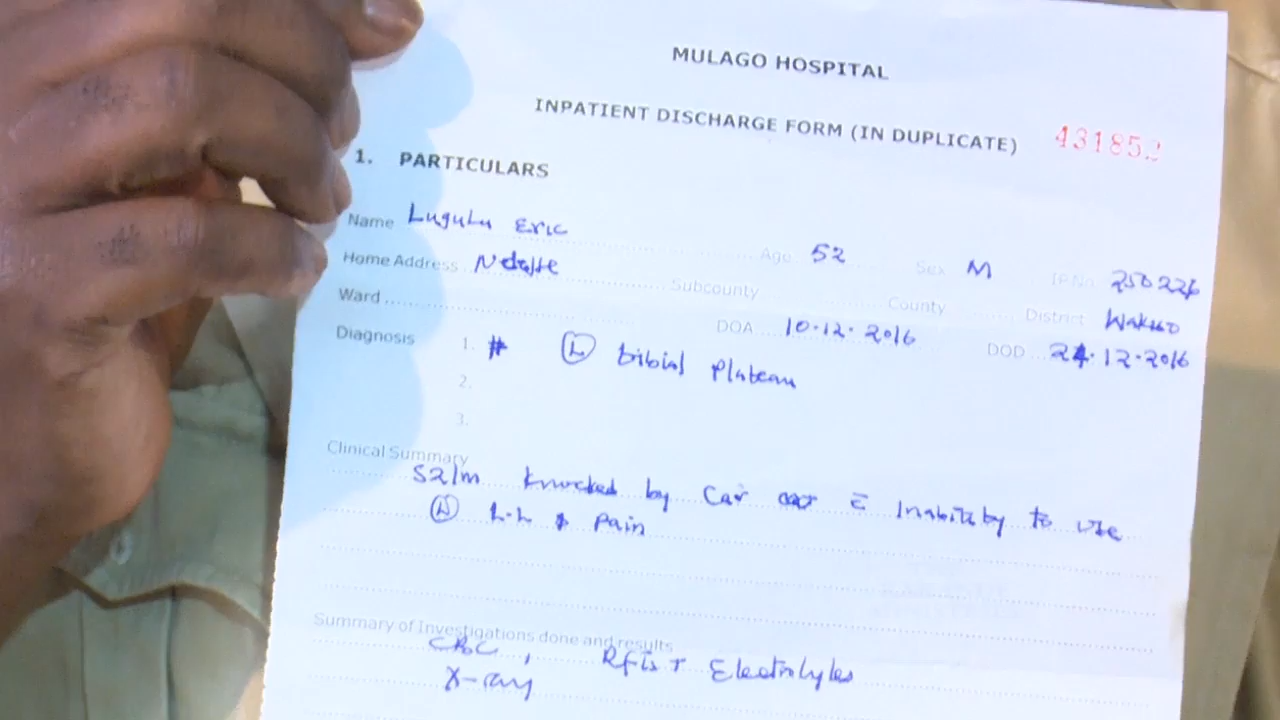 MULAGO HOSPITAL
INPATIENT DISCHARGE FORM (IN DUPLICATE) 431852
1. PARTICULARS
Name Lugulu Eric Age 52 Sex M IPNo 250226
Home Address Ndejje Subcounty County District Wakiso
Ward DOA 10.12.2016 DOD 24.12.2016
Diagnosis 1. # (L) tibial plateau
2.
3.
Clinical Summary
52/m knocked by car c̄ inability to use
(L) L.L & pain
Summary of Investigations done and results
CBC, RFTs + Electrolytes
X-ray